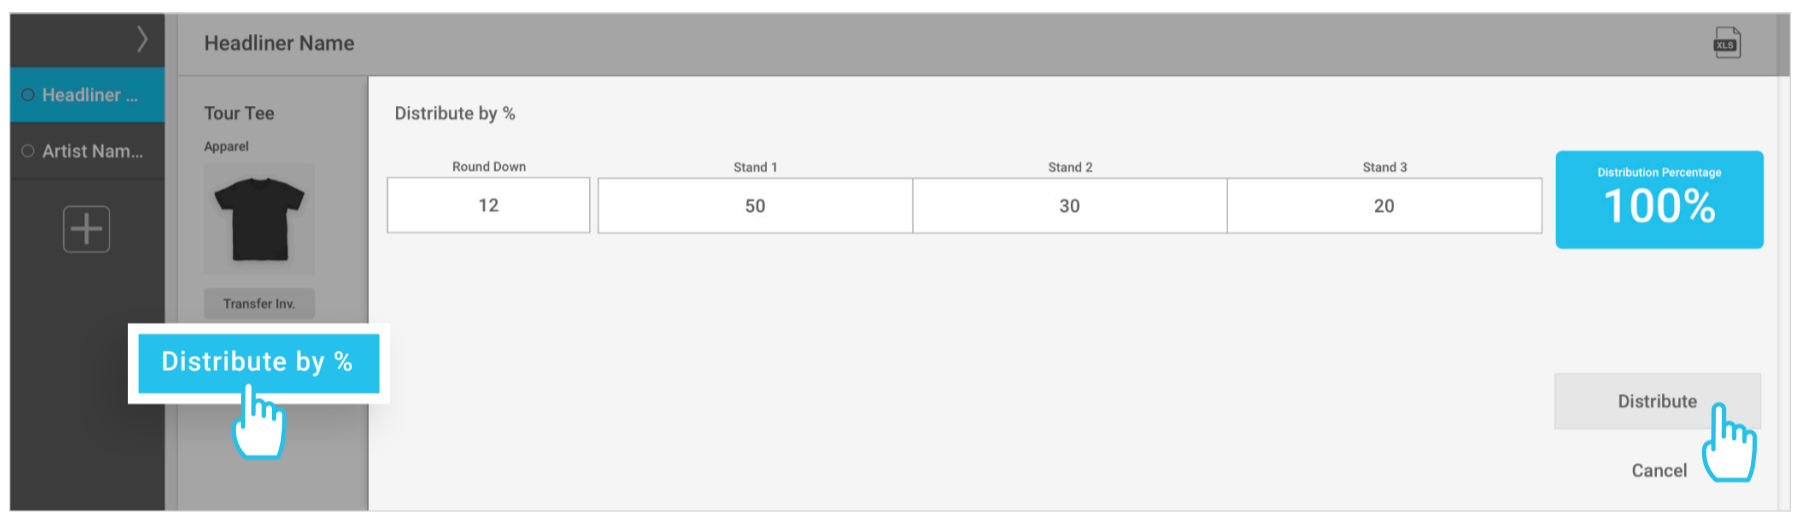 Headliner Name
XLS
Headliner ...
Artist Nam...
Tour Tee
Apparel
Transfer Inv.
Distribute by %
Distribute by %
Round Down
Stand 1
Stand 2
Stand 3
12
50
30
20
Distribution Percentage
100%
Distribute
Cancel